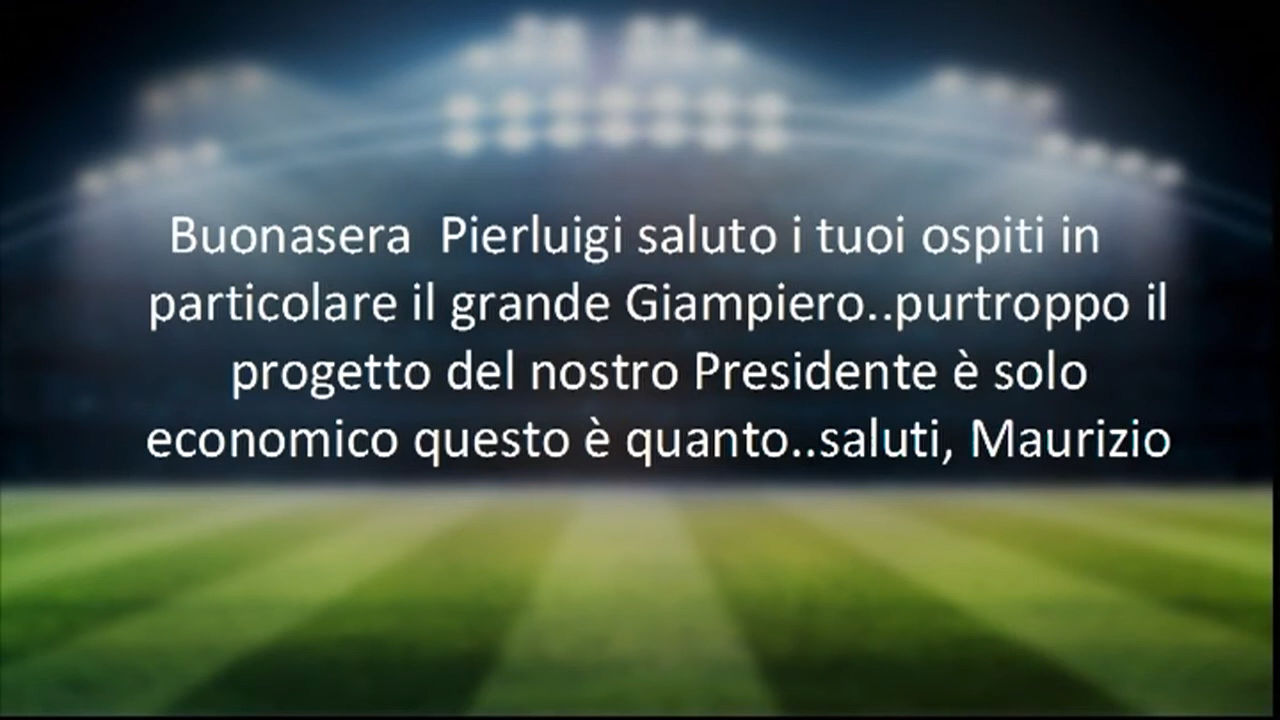 Buonasera  Pierluigi saluto i tuoi ospiti in
particolare il grande Giampiero..purtroppo il
progetto del nostro Presidente è solo
economico questo è quanto..saluti, Maurizio